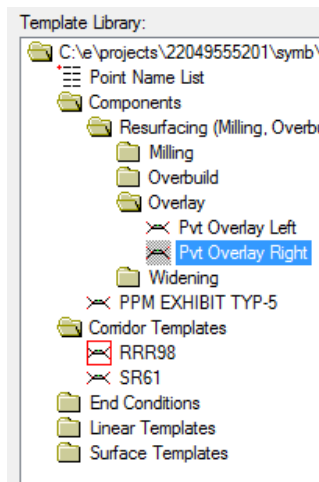 Template Library:
C:\e\projects\22049555201\symb\
Point Name List
Components
Resurfacing (Milling, Overbu
Milling
Overbuild
Overlay
Pvt Overlay Left
Pvt Overlay Right
Widening
PPM EXHIBIT TYP-5
Corridor Templates
RRR98
SR61
End Conditions
Linear Templates
Surface Templates